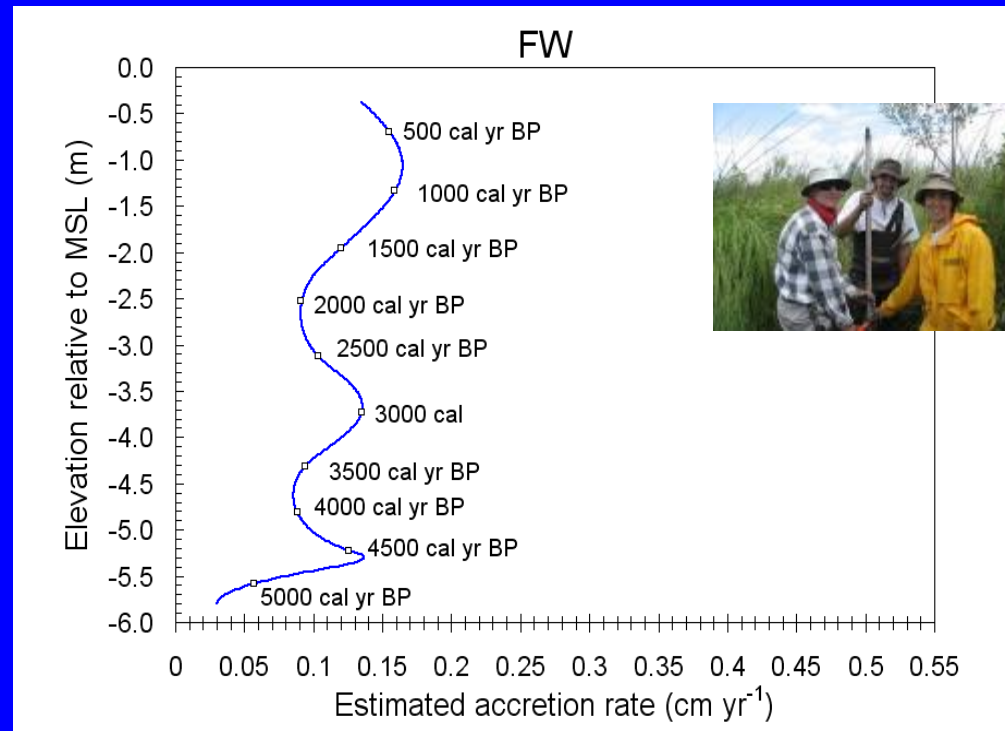 FW
0.0
-0.5
-1.0
-1.5
-2.0
-2.5
-3.0
-3.5
-4.0
-4.5
-5.0
-5.5
-6.0
Elevation relative to MSL (m)
500 cal yr BP
1000 cal yr BP
1500 cal yr BP
2000 cal yr BP
2500 cal yr BP
3000 cal
3500 cal yr BP
4000 cal yr BP
4500 cal yr BP
5000 cal yr BP
0 0.05 0.1 0.15 0.2 0.25 0.3 0.35 0.4 0.45 0.5 0.55
Estimated accretion rate (cm yr⁻¹)